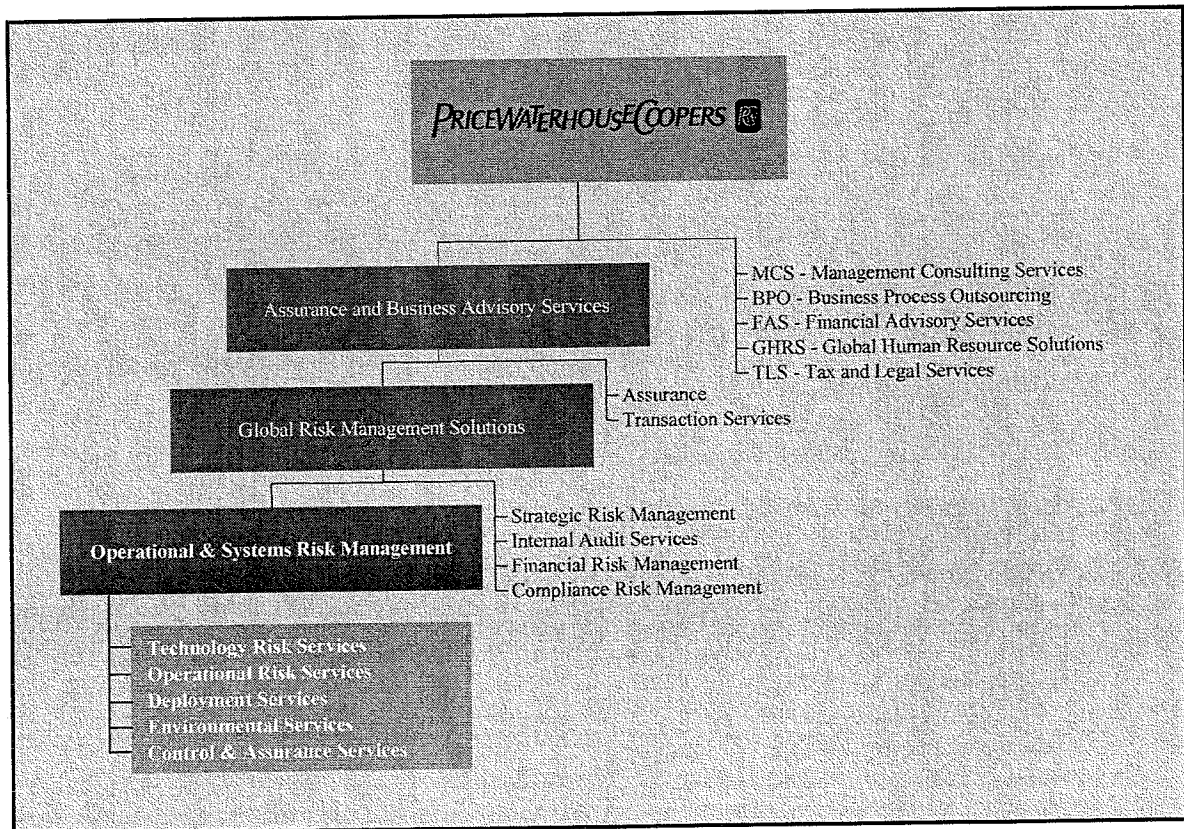 PRICEWATERHOUSECOOPERS
Assurance and Business Advisory Services
MCS - Management Consulting Services
BPO - Business Process Outsourcing
FAS - Financial Advisory Services
GHRS - Global Human Resource Solutions
TLS - Tax and Legal Services
Global Risk Management Solutions
Assurance
Transaction Services
Operational & Systems Risk Management
Strategic Risk Management
Internal Audit Services
Financial Risk Management
Compliance Risk Management
Technology Risk Services
Operational Risk Services
Deployment Services
Environmental Services
Control & Assurance Services